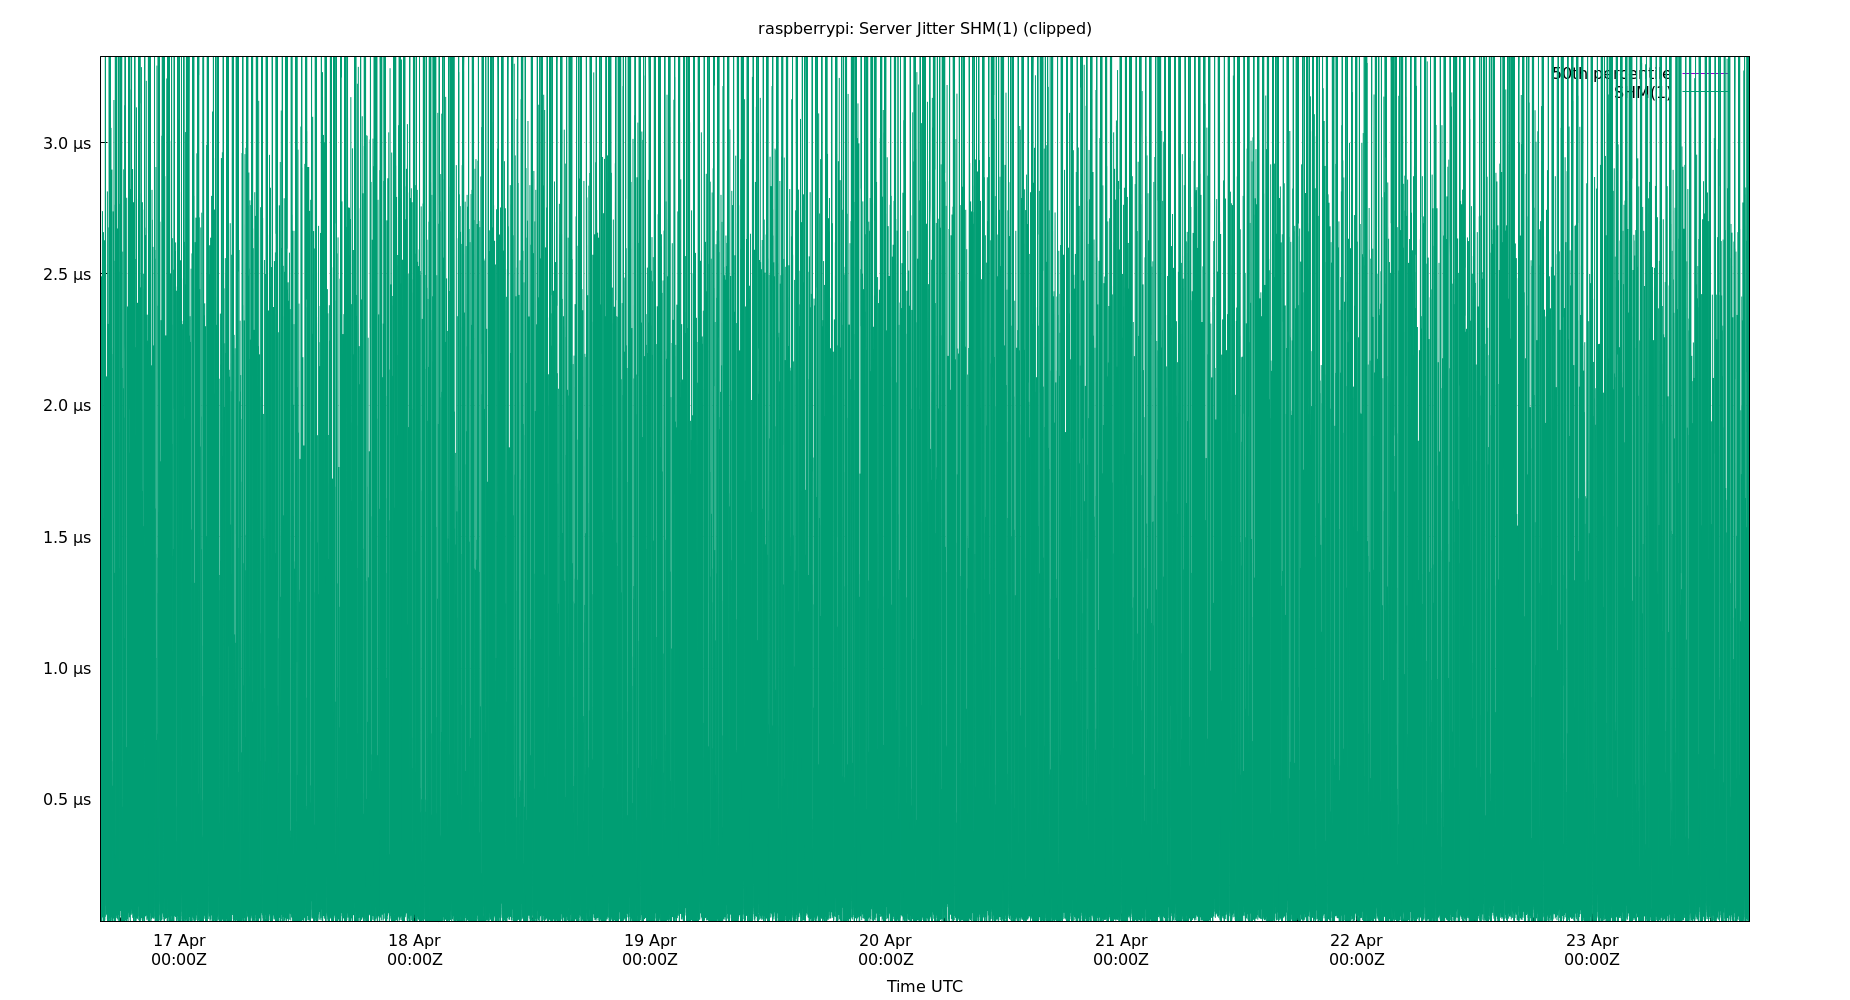 raspberrypi: Server Jitter SHM(1) (clipped)
50th percentile
SHM(1)
3.0 µs
2.5 µs
2.0 µs
1.5 µs
1.0 µs
0.5 µs
17 Apr 18 Apr 19 Apr 20 Apr 21 Apr 22 Apr 23 Apr
00:00Z 00:00Z 00:00Z 00:00Z 00:00Z 00:00Z 00:00Z
Time UTC